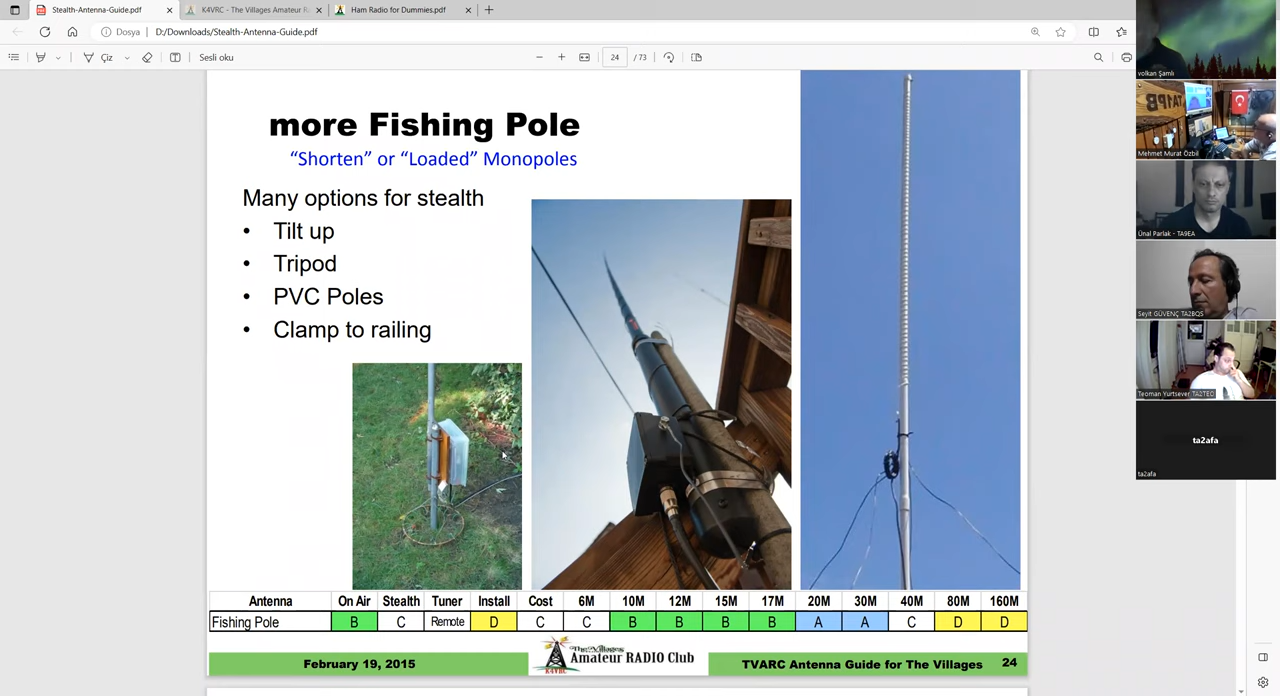 Stealth-Antenna-Guide.pdf
K4VRC - The Villages Amateur R
Ham Radio for Dummies.pdf
Dosya
D:/Downloads/Stealth-Antenna-Guide.pdf
Çiz
Sesli oku
24 / 73
more Fishing Pole
“Shorten” or “Loaded” Monopoles
Many options for stealth
• Tilt up
• Tripod
• PVC Poles
• Clamp to railing
Antenna On Air Stealth Tuner Install Cost 6M 10M 12M 15M 17M 20M 30M 40M 80M 160M
Fishing Pole B C Remote D C C B B B B A A C D D
February 19, 2015
The Villages
Amateur RADIO Club
K4VRC
TVARC Antenna Guide for The Villages 24
volkan Şamlı
TA1PB
Mehmet Murat Özbil
Ünal Parlak - TA9EA
Seyit GÜVENÇ TA2BQS
Teoman Yurtsever TA2TED
ta2afa
ta2afa